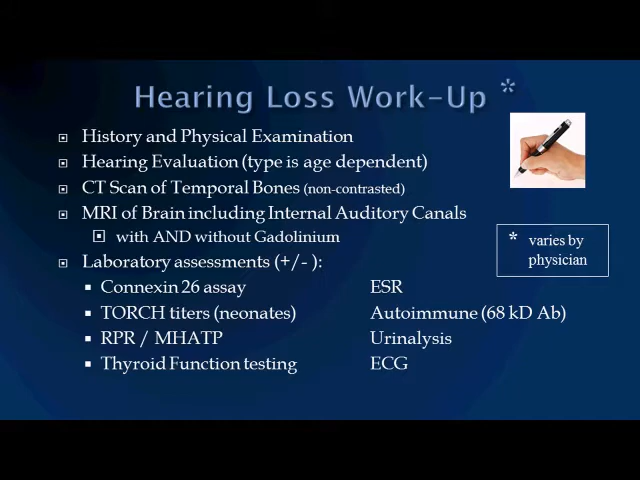 Hearing Loss Work-Up *
History and Physical Examination
Hearing Evaluation (type is age dependent)
CT Scan of Temporal Bones (non-contrasted)
MRI of Brain including Internal Auditory Canals
with AND without Gadolinium
* varies by
physician
Laboratory assessments (+/- ):
Connexin 26 assay ESR
TORCH titers (neonates) Autoimmune (68 kD Ab)
RPR / MHATP Urinalysis
Thyroid Function testing ECG